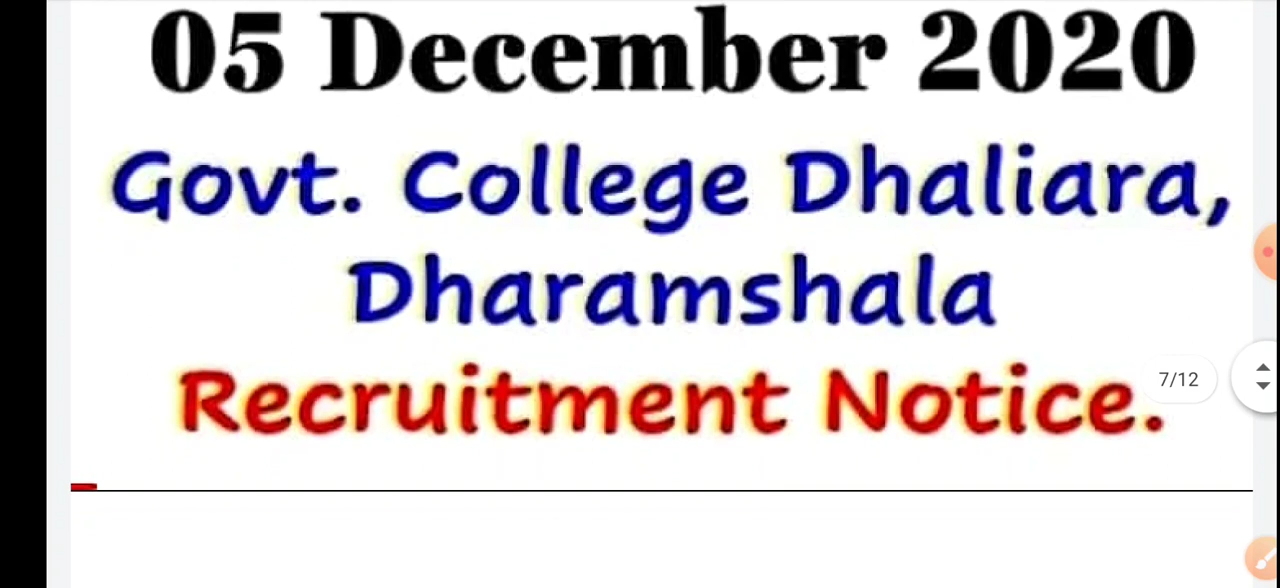 05 December 2020
Govt. College Dhaliara,
Dharamshala
Recruitment Notice.
7/12